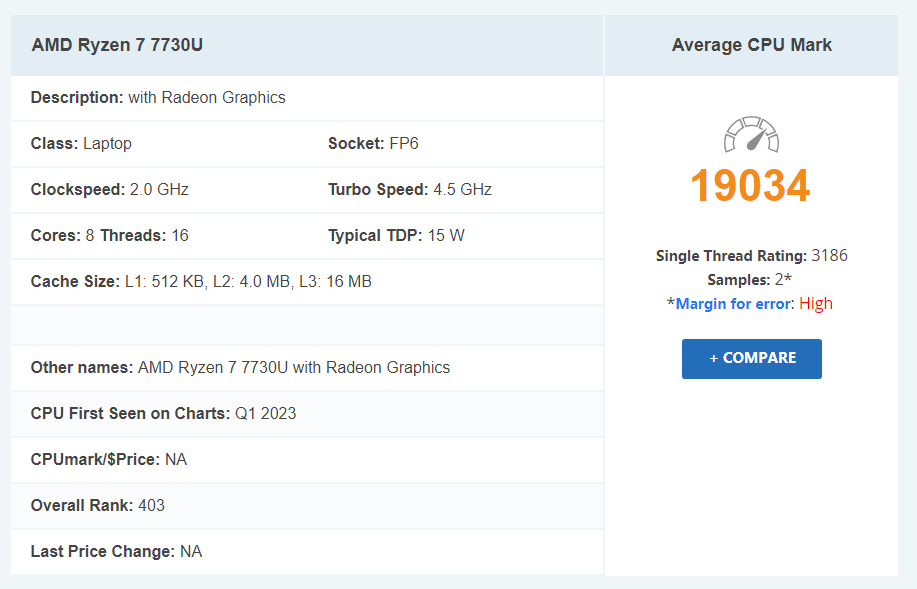 AMD Ryzen 7 7730U
Average CPU Mark
Description: with Radeon Graphics
Class: Laptop
Socket: FP6
Clockspeed: 2.0 GHz
Turbo Speed: 4.5 GHz
Cores: 8 Threads: 16
Typical TDP: 15 W
Cache Size: L1: 512 KB, L2: 4.0 MB, L3: 16 MB
Other names: AMD Ryzen 7 7730U with Radeon Graphics
CPU First Seen on Charts: Q1 2023
CPUmark/$Price: NA
Overall Rank: 403
Last Price Change: NA
19034
Single Thread Rating: 3186
Samples: 2*
*Margin for error: High
+ COMPARE